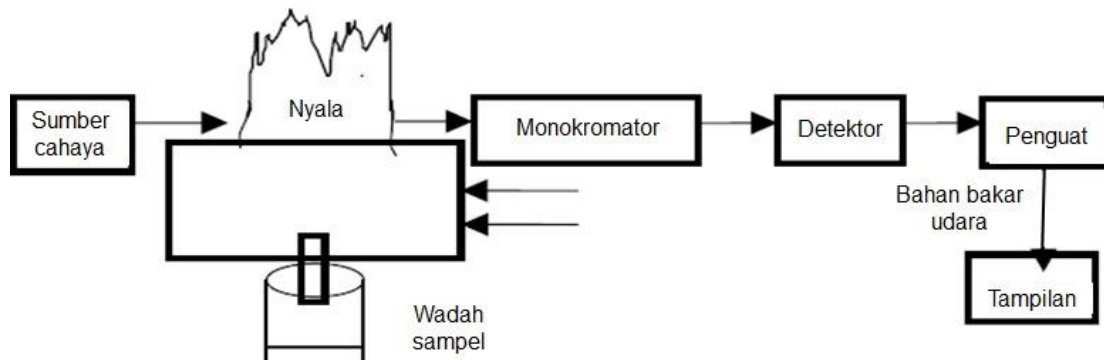 Sumber
cahaya
Nyala
Monokromator
Detektor
Penguat
Bahan bakar
udara
Tampilan
Wadah
sampel